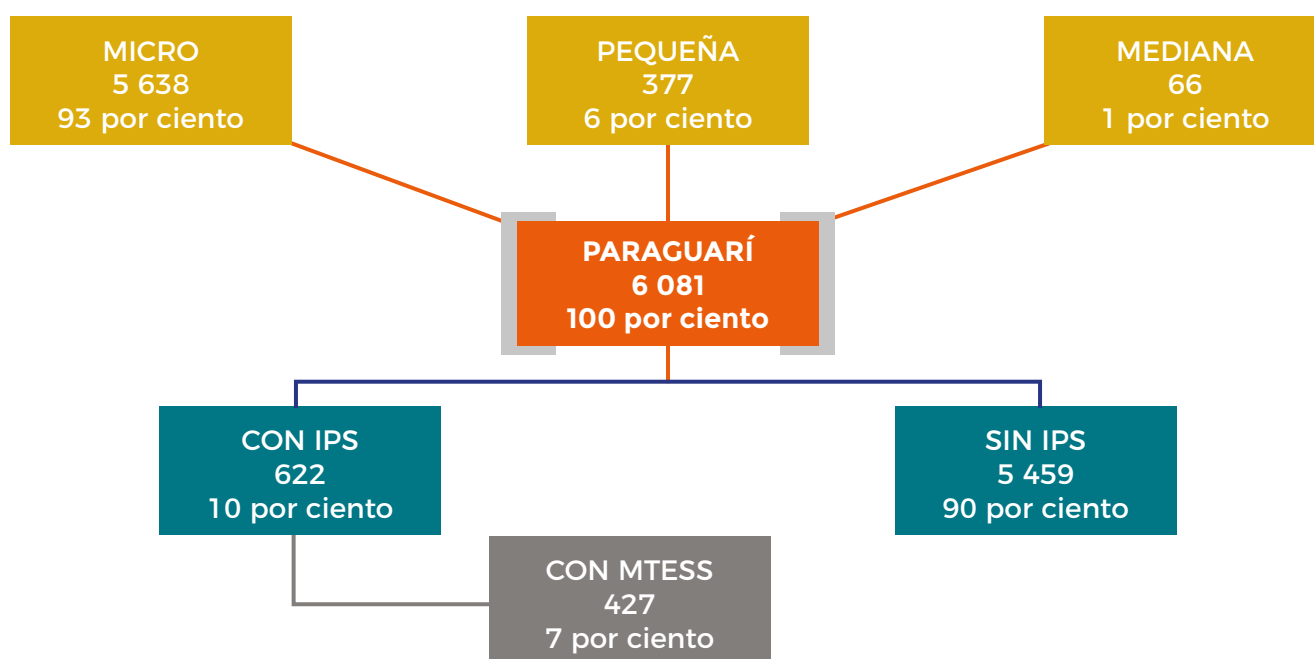 MICRO
5 638
93 por ciento
PEQUEÑA
377
6 por ciento
MEDIANA
66
1 por ciento
PARAGUARÍ
6 081
100 por ciento
CON IPS
622
10 por ciento
SIN IPS
5 459
90 por ciento
CON MTESS
427
7 por ciento